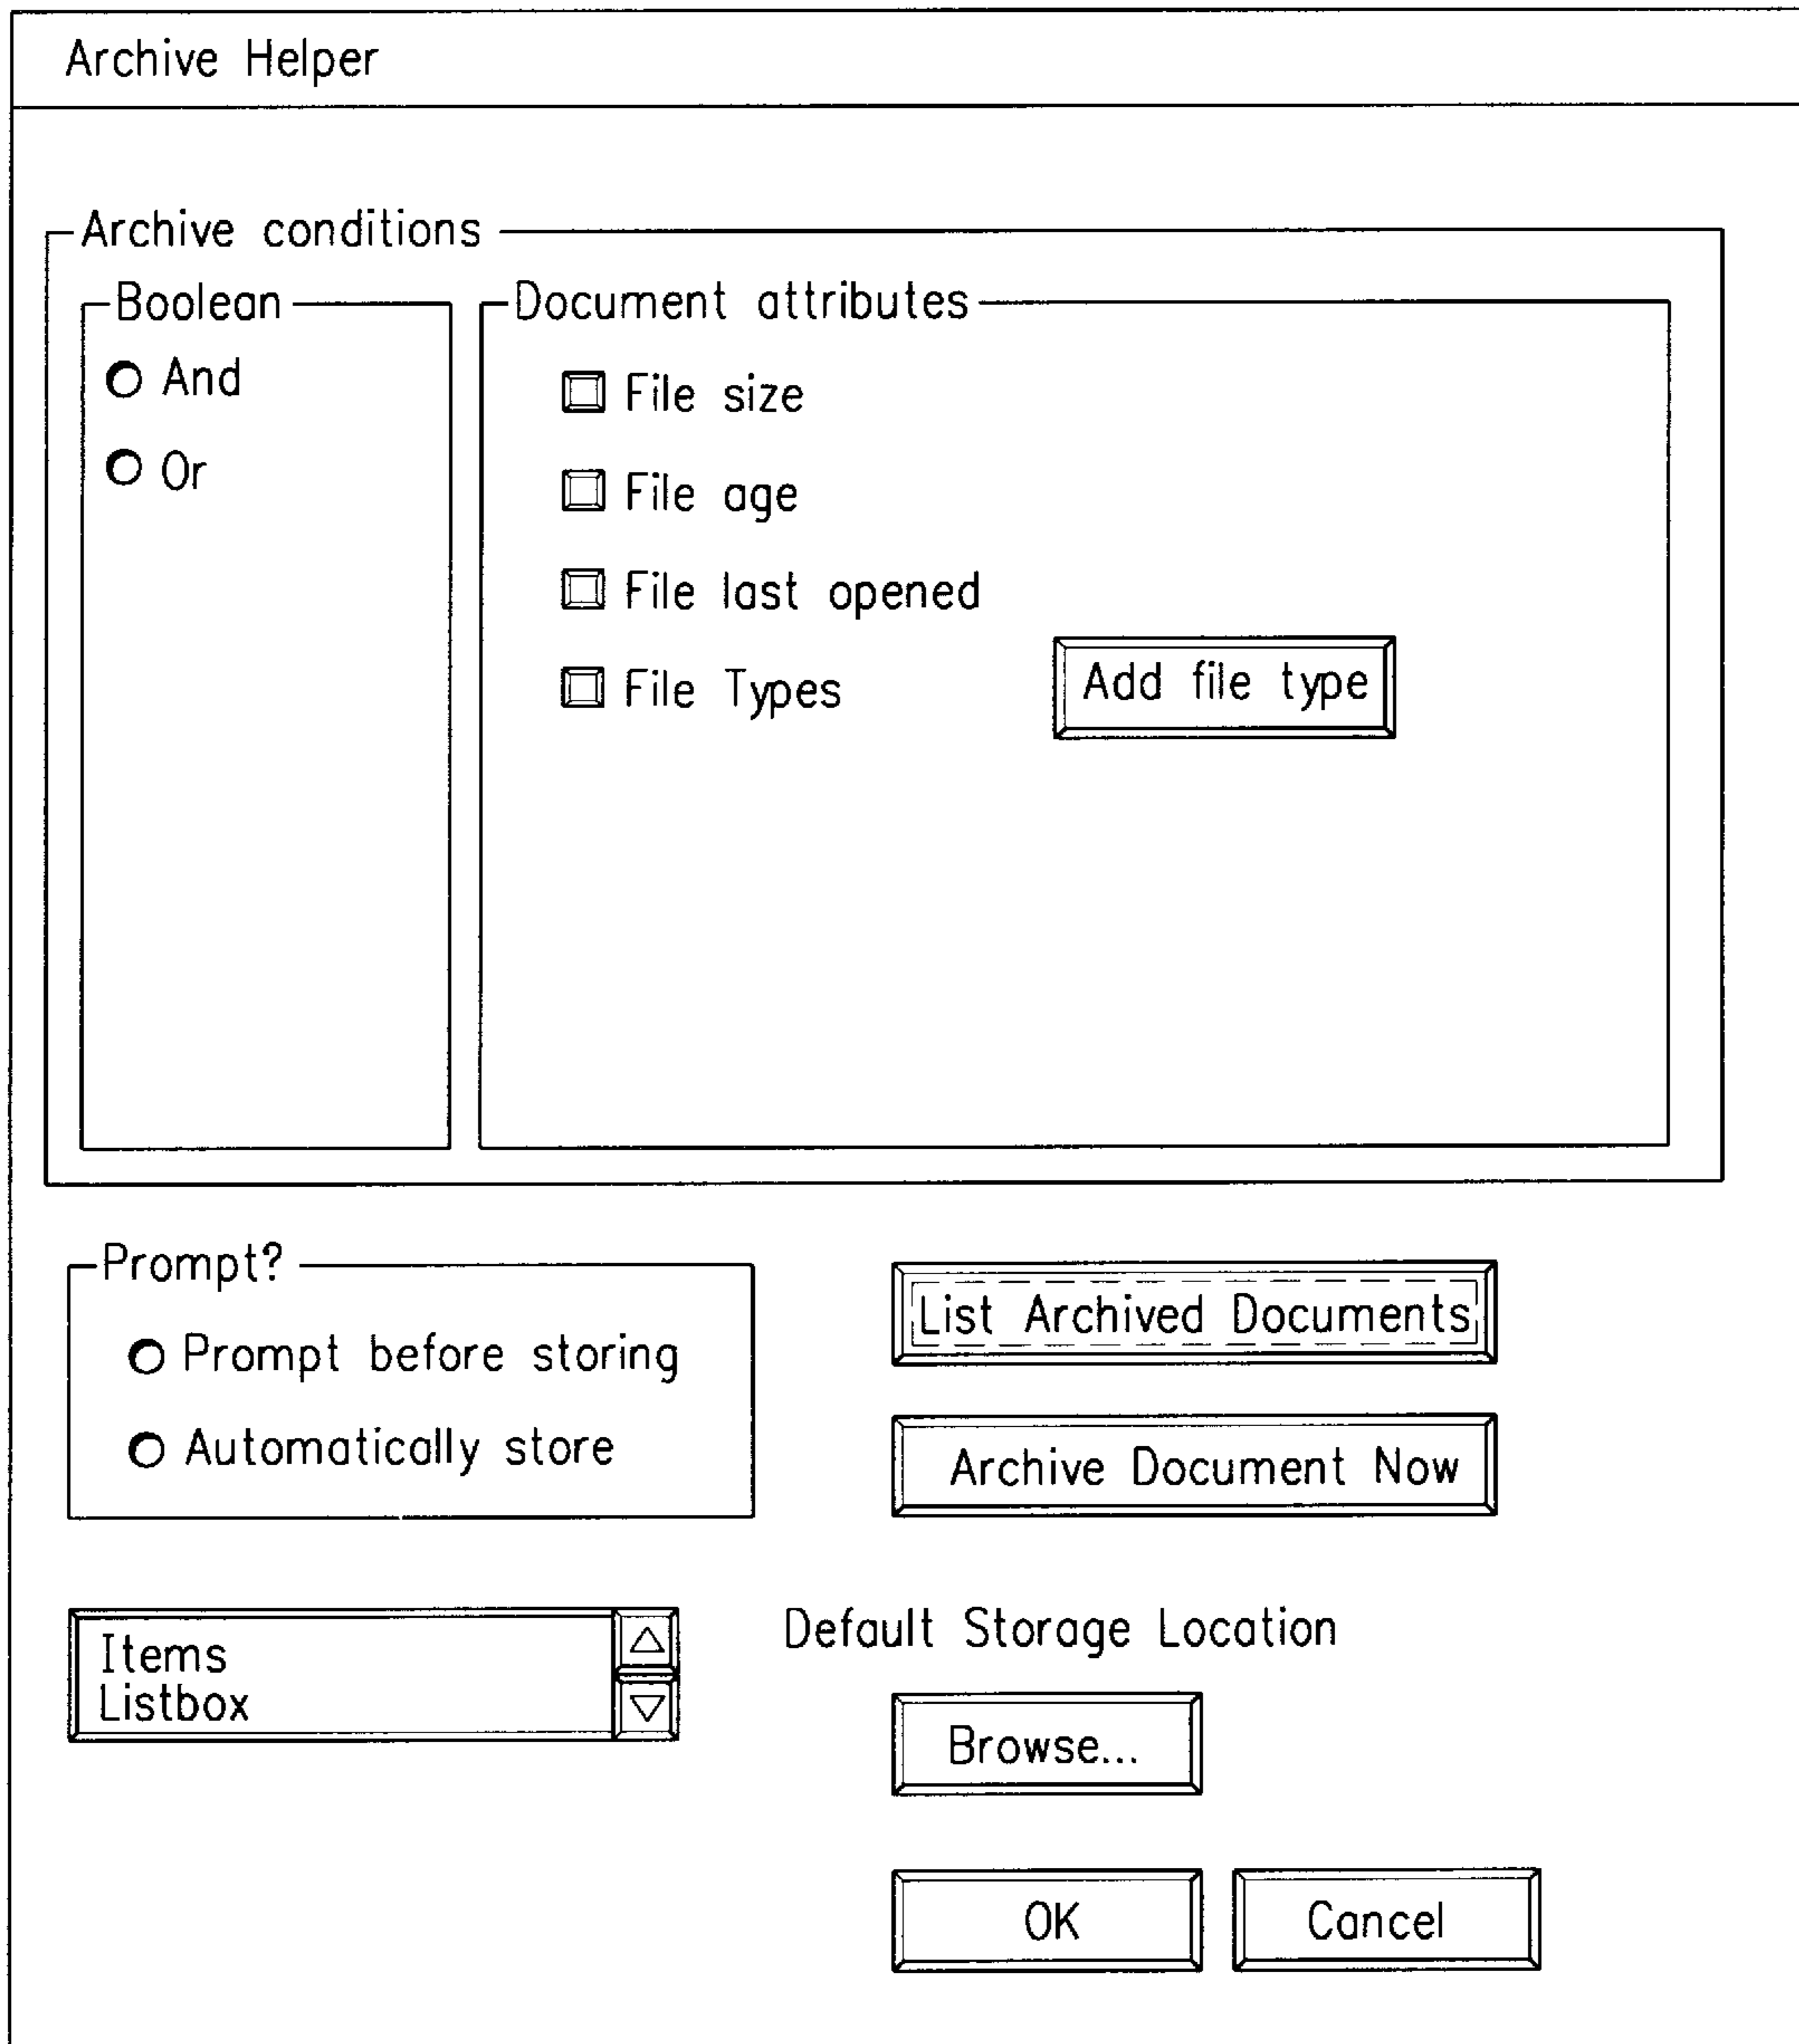 Archive Helper
Archive conditions
Boolean
And
Or
Document attributes
File size
File age
File last opened
File Types
Add file type
Prompt?
Prompt before storing
Automatically store
List Archived Documents
Archive Document Now
Items
Listbox
Default Storage Location
Browse...
OK
Cancel